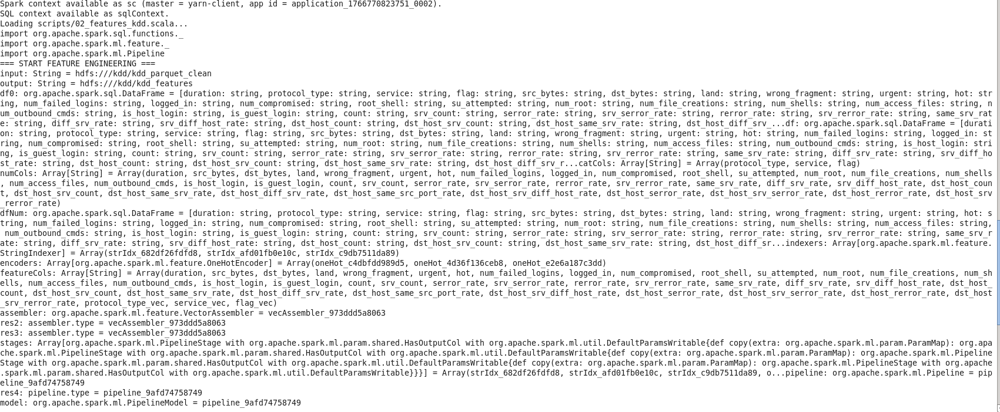 Spark context available as sc (master = yarn-client, app id = application_1766770823751_0002).
SQL context available as sqlContext.
Loading scripts/02_features_kdd.scala...
import org.apache.spark.sql.functions._
import org.apache.spark.ml.feature._
import org.apache.spark.ml.Pipeline
=== START FEATURE ENGINEERING ===
input: String = hdfs:///kdd/kdd_parquet_clean
output: String = hdfs:///kdd/kdd_features
df0: org.apache.spark.sql.DataFrame = [duration: string, protocol_type: string, service: string, flag: string, src_bytes: string, dst_bytes: string, land: string, wrong_fragment: string, urgent: string, hot: str
ing, num_failed_logins: string, logged_in: string, num_compromised: string, root_shell: string, su_attempted: string, num_root: string, num_file_creations: string, num_shells: string, num_access_files: string, n
um_outbound_cmds: string, is_host_login: string, is_guest_login: string, count: string, srv_count: string, serror_rate: string, srv_serror_rate: string, rerror_rate: string, srv_rerror_rate: string, same_srv_rat
e: string, diff_srv_rate: string, srv_diff_host_rate: string, dst_host_count: string, dst_host_srv_count: string, dst_host_same_srv_rate: string, dst_host_diff_srv_...df: org.apache.spark.sql.DataFrame = [durati
on: string, protocol_type: string, service: string, flag: string, src_bytes: string, dst_bytes: string, land: string, wrong_fragment: string, urgent: string, hot: string, num_failed_logins: string, logged_in: st
ring, num_compromised: string, root_shell: string, su_attempted: string, num_root: string, num_file_creations: string, num_shells: string, num_access_files: string, num_outbound_cmds: string, is_host_login: stri
ng, is_guest_login: string, count: string, srv_count: string, serror_rate: string, srv_serror_rate: string, rerror_rate: string, srv_rerror_rate: string, same_srv_rate: string, diff_srv_rate: string, srv_diff_ho
st_rate: string, dst_host_count: string, dst_host_srv_count: string, dst_host_same_srv_rate: string, dst_host_diff_srv_r...catCols: Array[String] = Array(protocol_type, service, flag)
numCols: Array[String] = Array(duration, src_bytes, dst_bytes, land, wrong_fragment, urgent, hot, num_failed_logins, logged_in, num_compromised, root_shell, su_attempted, num_root, num_file_creations, num_shells
, num_access_files, num_outbound_cmds, is_host_login, is_guest_login, count, srv_count, serror_rate, srv_serror_rate, rerror_rate, srv_rerror_rate, same_srv_rate, diff_srv_rate, srv_diff_host_rate, dst_host_coun
t, dst_host_srv_count, dst_host_same_srv_rate, dst_host_diff_srv_rate, dst_host_same_src_port_rate, dst_host_srv_diff_host_rate, dst_host_serror_rate, dst_host_srv_serror_rate, dst_host_rerror_rate, dst_host_srv
_rerror_rate)
dfNum: org.apache.spark.sql.DataFrame = [duration: string, protocol_type: string, service: string, flag: string, src_bytes: string, dst_bytes: string, land: string, wrong_fragment: string, urgent: string, hot: s
tring, num_failed_logins: string, logged_in: string, num_compromised: string, root_shell: string, su_attempted: string, num_root: string, num_file_creations: string, num_shells: string, num_access_files: string,
 num_outbound_cmds: string, is_host_login: string, is_guest_login: string, count: string, srv_count: string, serror_rate: string, srv_serror_rate: string, rerror_rate: string, srv_rerror_rate: string, same_srv_r
ate: string, diff_srv_rate: string, srv_diff_host_rate: string, dst_host_count: string, dst_host_srv_count: string, dst_host_same_srv_rate: string, dst_host_diff_sr...indexers: Array[org.apache.spark.ml.feature.
StringIndexer] = Array(strIdx_682df26fdfd8, strIdx_afd01fb0e10c, strIdx_c9db7511da89)
encoders: Array[org.apache.spark.ml.feature.OneHotEncoder] = Array(oneHot_c4dbfdd989d5, oneHot_4d36f136ceb8, oneHot_e2e6a187c3dd)
featureCols: Array[String] = Array(duration, src_bytes, dst_bytes, land, wrong_fragment, urgent, hot, num_failed_logins, logged_in, num_compromised, root_shell, su_attempted, num_root, num_file_creations, num_sh
ells, num_access_files, num_outbound_cmds, is_host_login, is_guest_login, count, srv_count, serror_rate, srv_serror_rate, rerror_rate, srv_rerror_rate, same_srv_rate, diff_srv_rate, srv_diff_host_rate, dst_host_
count, dst_host_srv_count, dst_host_same_srv_rate, dst_host_diff_srv_rate, dst_host_same_src_port_rate, dst_host_srv_diff_host_rate, dst_host_serror_rate, dst_host_srv_serror_rate, dst_host_rerror_rate, dst_host
_srv_rerror_rate, protocol_type_vec, service_vec, flag_vec)
assembler: org.apache.spark.ml.feature.VectorAssembler = vecAssembler_973ddd5a8063
res2: assembler.type = vecAssembler_973ddd5a8063
res3: assembler.type = vecAssembler_973ddd5a8063
stages: Array[org.apache.spark.ml.PipelineStage with org.apache.spark.ml.param.shared.HasOutputCol with org.apache.spark.ml.util.DefaultParamsWritable{def copy(extra: org.apache.spark.ml.param.ParamMap): org.apa
che.spark.ml.PipelineStage with org.apache.spark.ml.param.shared.HasOutputCol with org.apache.spark.ml.util.DefaultParamsWritable{def copy(extra: org.apache.spark.ml.param.ParamMap): org.apache.spark.ml.Pipeline
Stage with org.apache.spark.ml.param.shared.HasOutputCol with org.apache.spark.ml.util.DefaultParamsWritable{def copy(extra: org.apache.spark.ml.param.ParamMap): org.apache.spark.ml.PipelineStage with org.apache
.spark.ml.param.shared.HasOutputCol with org.apache.spark.ml.util.DefaultParamsWritable}}}] = Array(strIdx_682df26fdfd8, strIdx_afd01fb0e10c, strIdx_c9db7511da89, o...pipeline: org.apache.spark.ml.Pipeline = pip
eline_9afd74758749
res4: pipeline.type = pipeline_9afd74758749
model: org.apache.spark.ml.PipelineModel = pipeline_9afd74758749